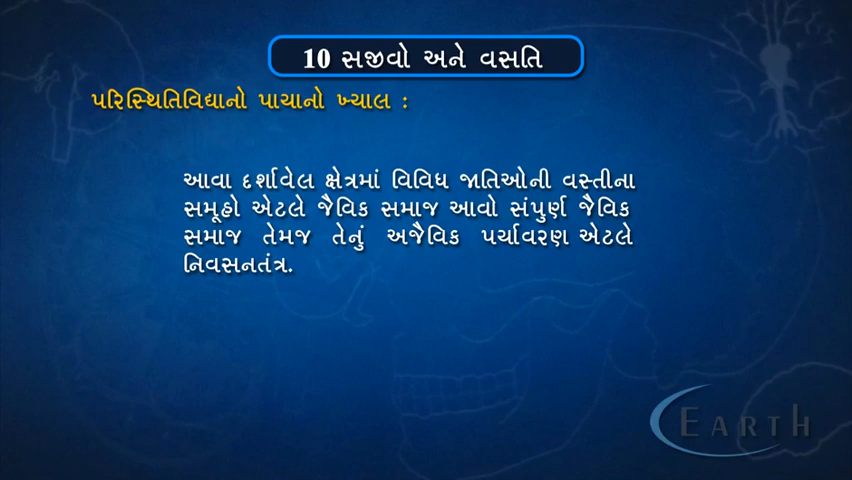 10 સજીવો અને વસતિ
પરિસ્થિતિવિદ્યાનો પાયાનો ખ્યાલ :
આવા દર્શાવેલ ક્ષેત્રમાં વિવિધ જાતિઓની વસ્તીના
સમૂહો એટલે જૈવિક સમાજ આવો સંપુર્ણ જૈવિક
સમાજ તેમજ તેનું અજૈવિક પર્યાવરણ એટલે
નિવસનતંત્ર.
EARTH